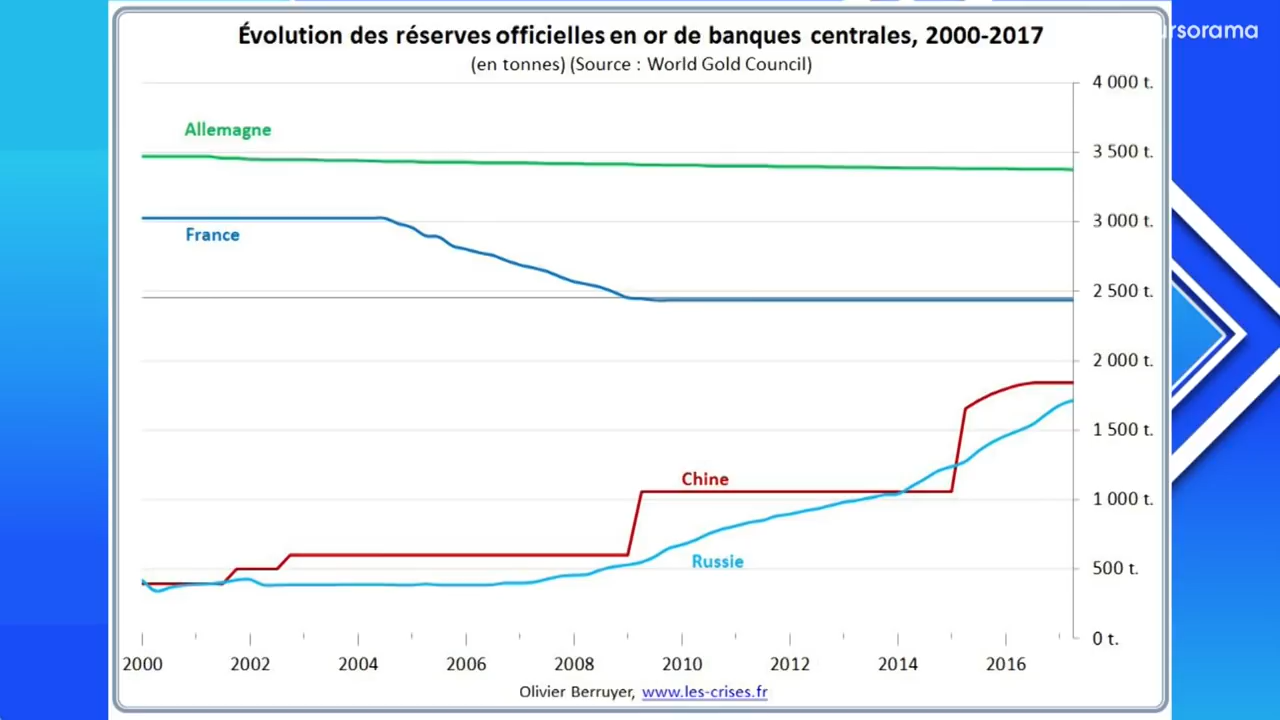 Évolution des réserves officielles en or de banques centrales, 2000-2017
ursorama
(en tonnes) (Source : World Gold Council)
4 000 t.
Allemagne
3 500 t.
3 000 t.
France
2 500 t.
2 000 t.
1 500 t.
Chine
1 000 t.
Russie
500 t.
0 t.
2000 2002 2004 2006 2008 2010 2012 2014 2016
Olivier Berruyer, www.les-crises.fr